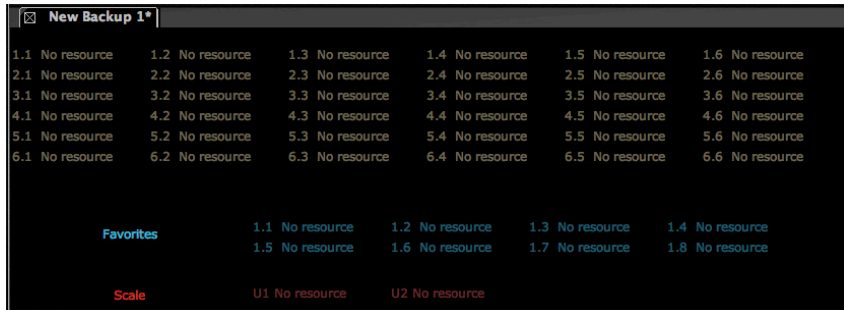 New Backup 1*
1.1 No resource 1.2 No resource 1.3 No resource 1.4 No resource 1.5 No resource 1.6 No resource
2.1 No resource 2.2 No resource 2.3 No resource 2.4 No resource 2.5 No resource 2.6 No resource
3.1 No resource 3.2 No resource 3.3 No resource 3.4 No resource 3.5 No resource 3.6 No resource
4.1 No resource 4.2 No resource 4.3 No resource 4.4 No resource 4.5 No resource 4.6 No resource
5.1 No resource 5.2 No resource 5.3 No resource 5.4 No resource 5.5 No resource 5.6 No resource
6.1 No resource 6.2 No resource 6.3 No resource 6.4 No resource 6.5 No resource 6.6 No resource
Favorites
1.1 No resource 1.2 No resource 1.3 No resource 1.4 No resource
1.5 No resource 1.6 No resource 1.7 No resource 1.8 No resource
Scale U1 No resource U2 No resource